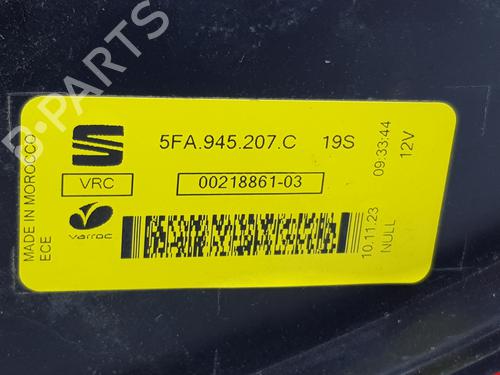 5FA.945.207.C 19S
VRC
00218861-03
varroc
MADE IN MOROCCO
ECE
09:33:44
12V
10.11.23
NULL
B-PARTS